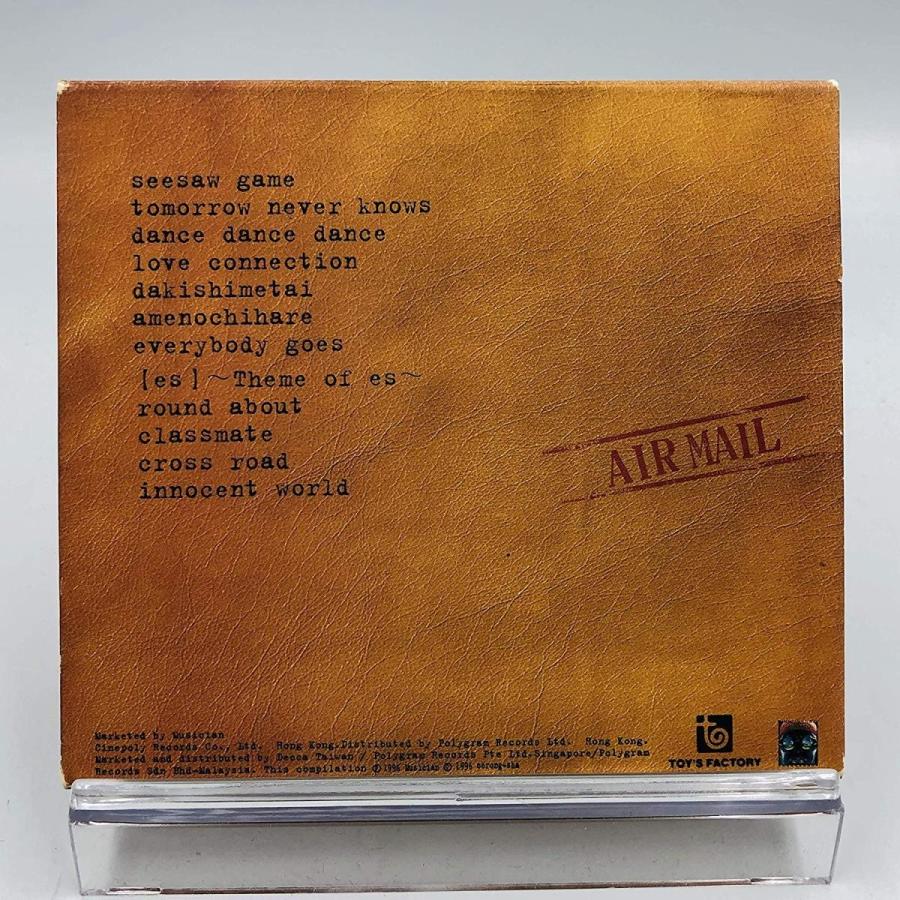 seesaw game
tomorrow never knows
dance dance dance
love connection
dakishimetai
amenochihare
everybody goes
[es]～Theme of es～
round about
classmate
cross road
innocent world
AIR MAIL
Marketed by Musician
Cinepoly Records Co., Ltd. Hong Kong.Distributed by Polygram Records Ltd. Hong Kong.
Marketed and distributed by Decca Taiwan / Polygram Records Pte Ltd.Singapore/Polygram
Records Sdn Bhd-Malaysia. This compilation ℗ 1996 Musician © 1996 oorong-sha
TOY'S FACTORY